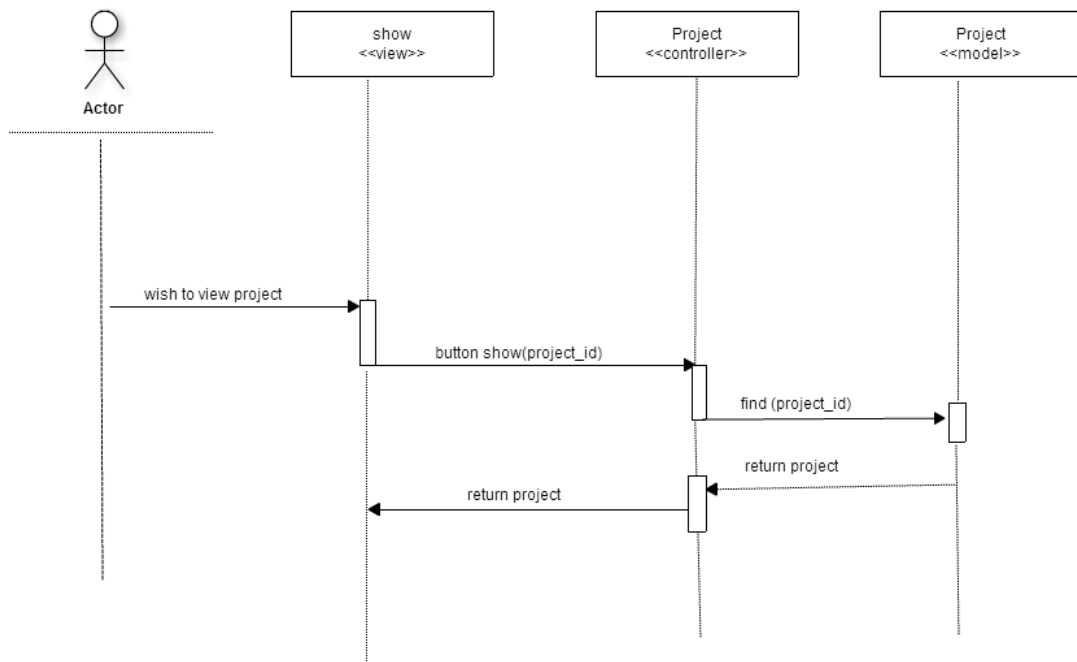 show
<<view>>
Project
<<controller>>
Project
<<model>>
Actor
wish to view project
button show(project_id)
find (project_id)
return project
return project